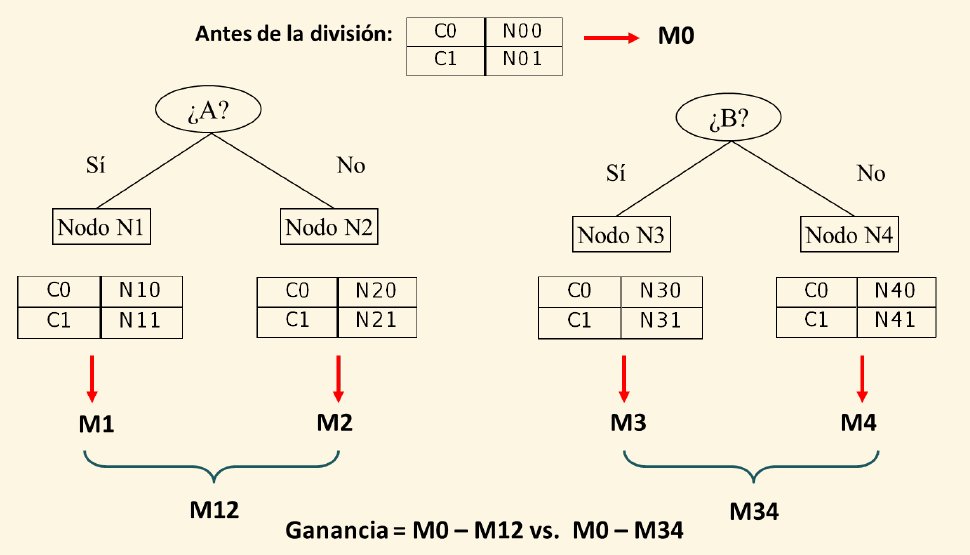 Antes de la división:
C0 N00
C1 N01
M0
¿A?
Sí
No
Nodo N1
Nodo N2
C0 N10
C1 N11
C0 N20
C1 N21
M1
M2
M12
¿B?
Sí
No
Nodo N3
Nodo N4
C0 N30
C1 N31
C0 N40
C1 N41
M3
M4
M34
Ganancia = M0 – M12 vs. M0 – M34